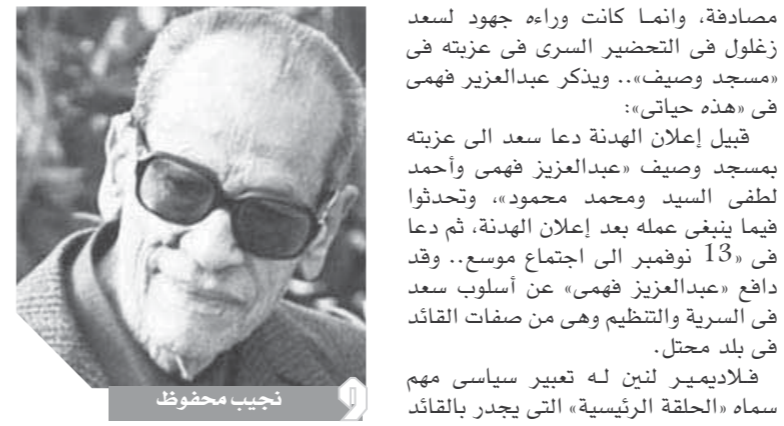 مصادفة، وانما كانت وراءه جهود لسعد
زغلول فى التحضير السرى فى عزبته فى
«مسجد وصيف».. ويذكر عبدالعزير فهمى
فى «هذه حياتى»:
قبيل إعلان الهدنة دعا سعد الى عزبته
بمسجد وصيف «عبدالعزيز فهمى وأحمد
لطفى السيد ومحمد محمود»، وتحدثوا
فيما ينبغى عمله بعد إعلان الهدنة، ثم دعا
فى «13 نوفمبر الى اجتماع موسع.. وقد
دافع «عبدالعزيز فهمى» عن أسلوب سعد
فى السرية والتنظيم وهى من صفات القائد
فى بلد محتل.
فلاديمير لنين له تعبير سياسى مهم
سماه «الحلقة الرئيسية» التى يجدر بالقائد
نجيب محفوظ